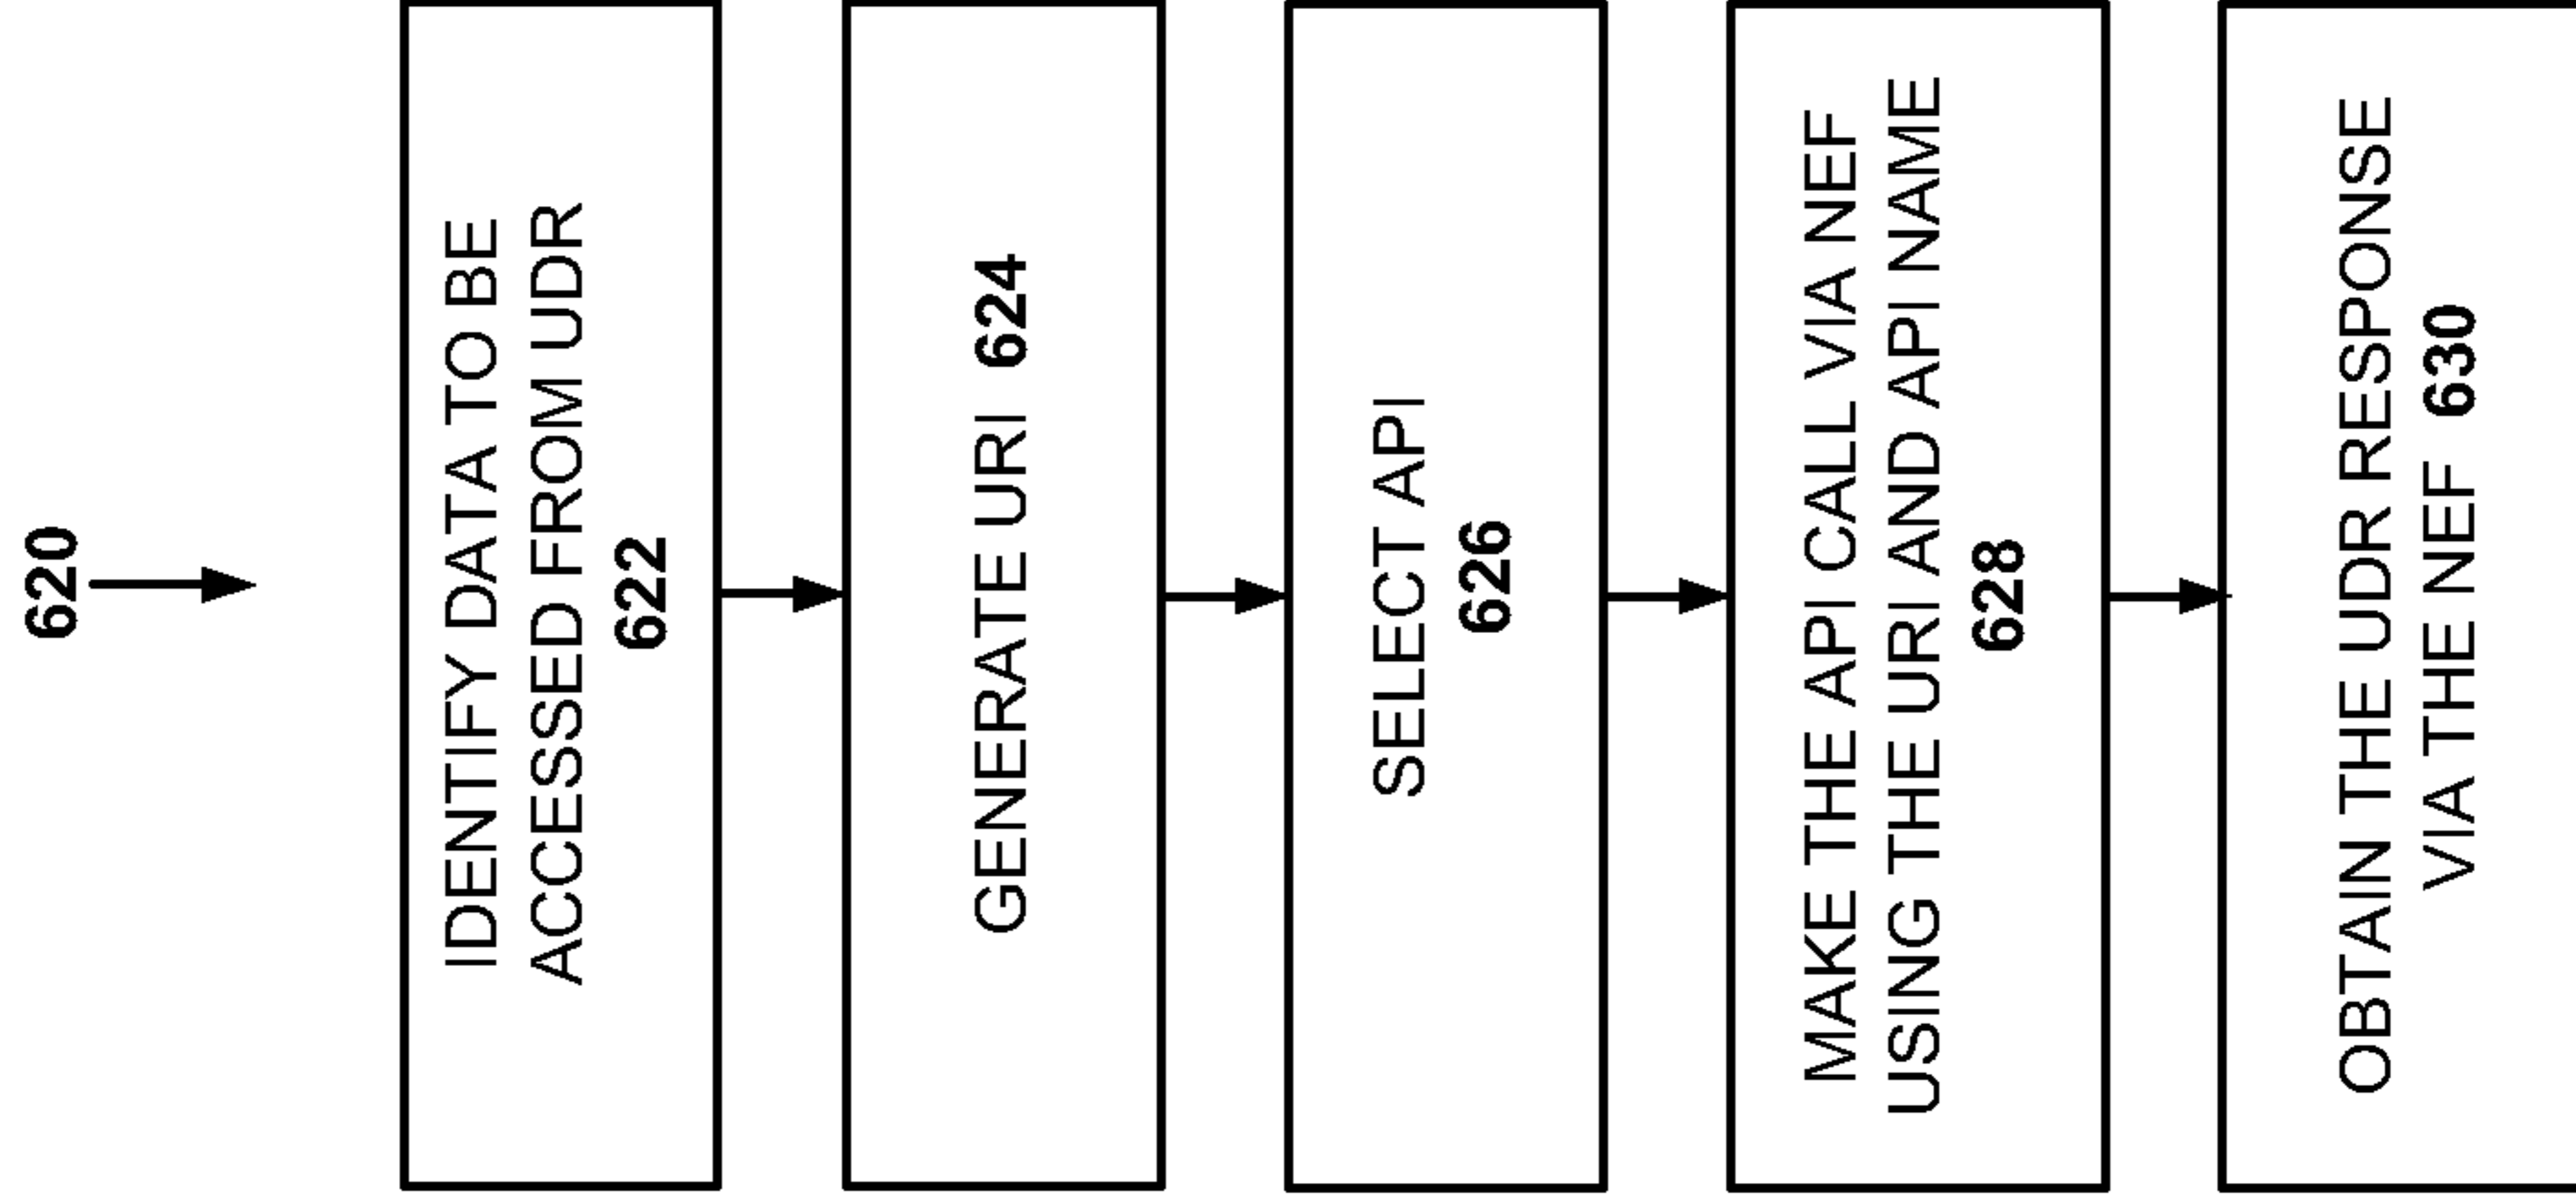 620
IDENTIFY DATA TO BE
ACCESSED FROM UDR
622
GENERATE URI 624
SELECT API
626
MAKE THE API CALL VIA NEF
USING THE URI AND API NAME
628
OBTAIN THE UDR RESPONSE
VIA THE NEF 630